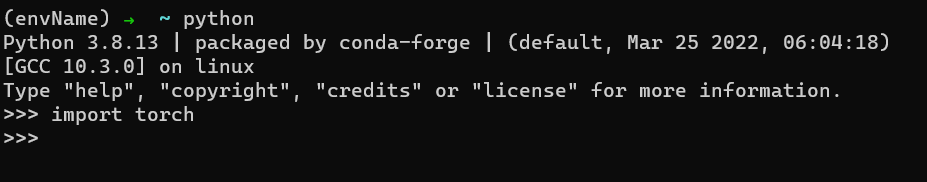 (envName) →  ~ python
Python 3.8.13 | packaged by conda-forge | (default, Mar 25 2022, 06:04:18)
[GCC 10.3.0] on linux
Type "help", "copyright", "credits" or "license" for more information.
>>> import torch
>>>